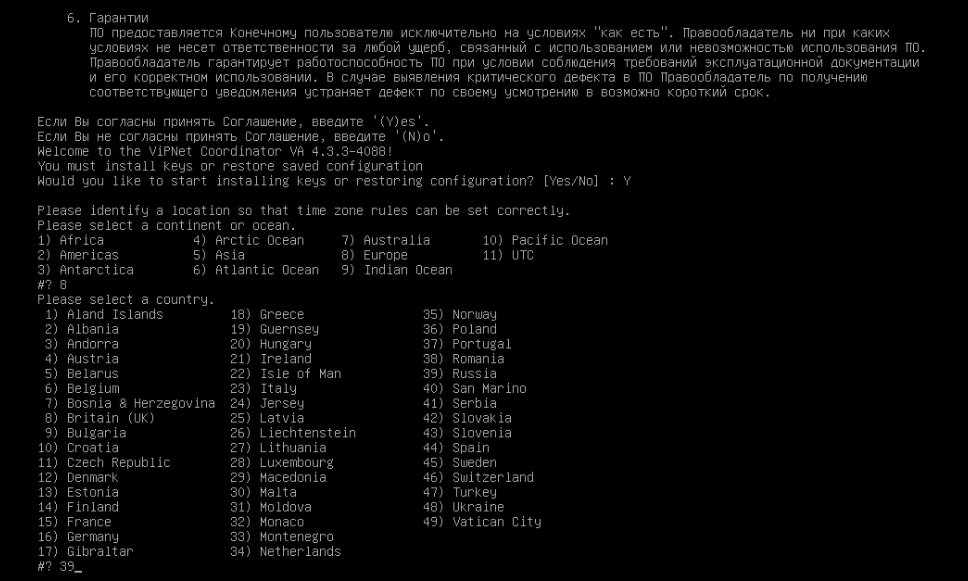 6. Гарантии
ПО предоставляется Конечному пользователю исключительно на условиях "как есть". Правообладатель ни при каких
условиях не несет ответственности за любой ущерб, связанный с использованием или невозможностью использования ПО.
Правообладатель гарантирует работоспособность ПО при условии соблюдения требований эксплуатационной документации
и его корректном использовании. В случае выявления критического дефекта в ПО Правообладатель по получению
соответствующего уведомления устраняет дефект по своему усмотрению в возможно короткий срок.
Если Вы согласны принять Соглашение, введите '(Y)es'.
Если Вы не согласны принять Соглашение, введите '(N)o'.
Welcome to the ViPNet Coordinator VA 4.3.3-4088!
You must install keys or restore saved configuration
Would you like to start installing keys or restoring configuration? [Yes/No] : Y
Please identify a location so that time zone rules can be set correctly.
Please select a continent or ocean.
1) Africa 4) Arctic Ocean 7) Australia 10) Pacific Ocean
2) Americas 5) Asia 8) Europe 11) UTC
3) Antarctica 6) Atlantic Ocean 9) Indian Ocean
#? 8
Please select a country.
1) Aland Islands 18) Greece 35) Norway
2) Albania 19) Guernsey 36) Poland
3) Andorra 20) Hungary 37) Portugal
4) Austria 21) Ireland 38) Romania
5) Belarus 22) Isle of Man 39) Russia
6) Belgium 23) Italy 40) San Marino
7) Bosnia & Herzegovina 24) Jersey 41) Serbia
8) Britain (UK) 25) Latvia 42) Slovakia
9) Bulgaria 26) Liechtenstein 43) Slovenia
10) Croatia 27) Lithuania 44) Spain
11) Czech Republic 28) Luxembourg 45) Sweden
12) Denmark 29) Macedonia 46) Switzerland
13) Estonia 30) Malta 47) Turkey
14) Finland 31) Moldova 48) Ukraine
15) France 32) Monaco 49) Vatican City
16) Germany 33) Montenegro
17) Gibraltar 34) Netherlands
#? 39_